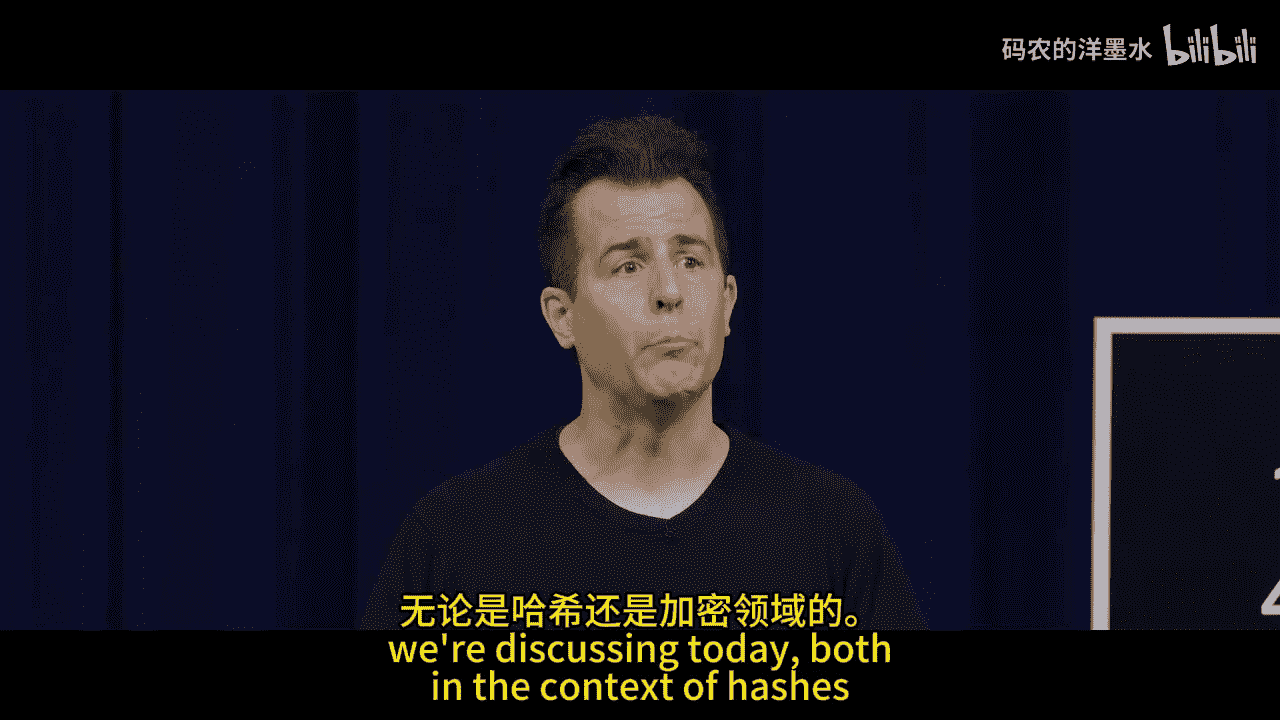 码农的洋墨水 bilibili
无论是哈希还是加密领域的。
we're discussing today, both
in the context of hashes